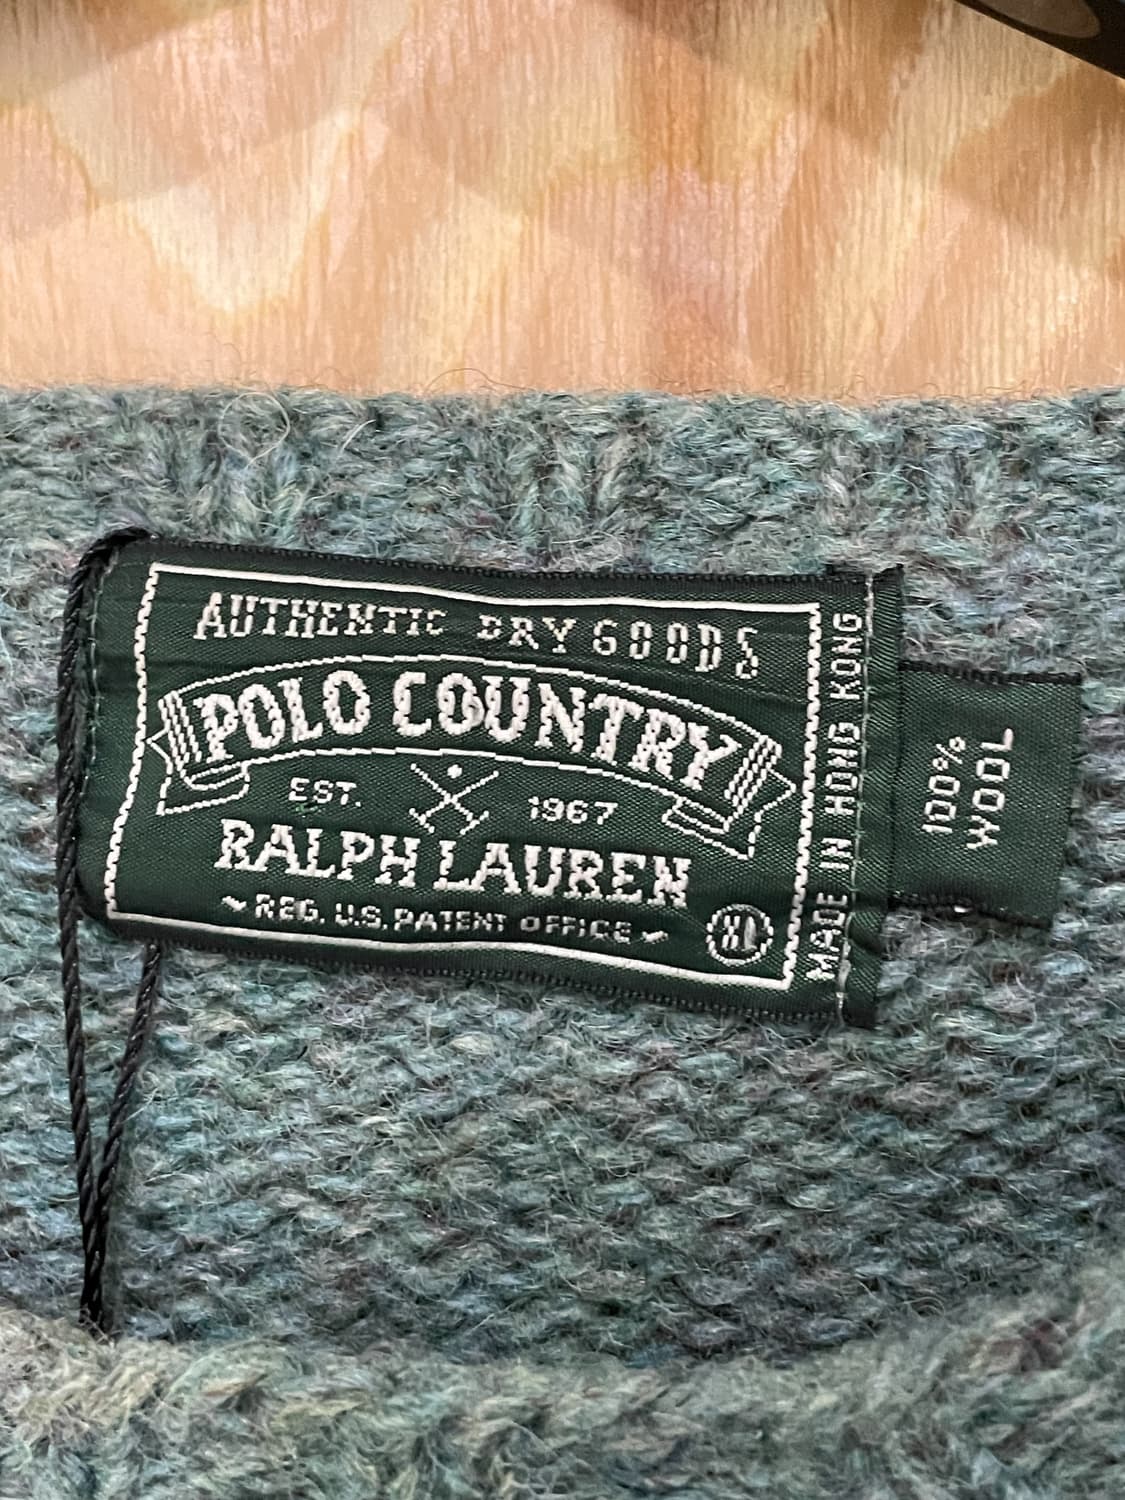 AUTHENTIC DRY GOODS
POLO COUNTRY
EST. 1967
RALPH LAUREN
~ REG. U.S. PATENT OFFICE ~
XL
MADE IN HONG KONG
100%
WOOL